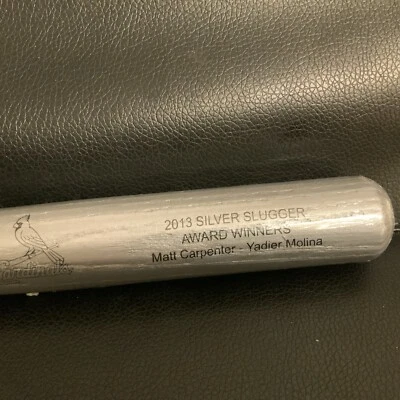 2013 SILVER SLUGGER
AWARD WINNERS
Matt Carpenter - Yadier Molina